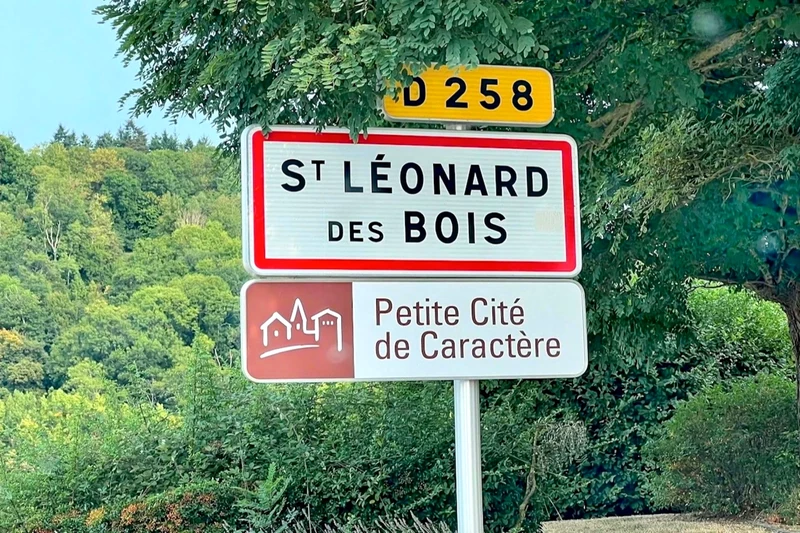 D 258
ST LÉONARD
DES BOIS
Petite Cité
de Caractère